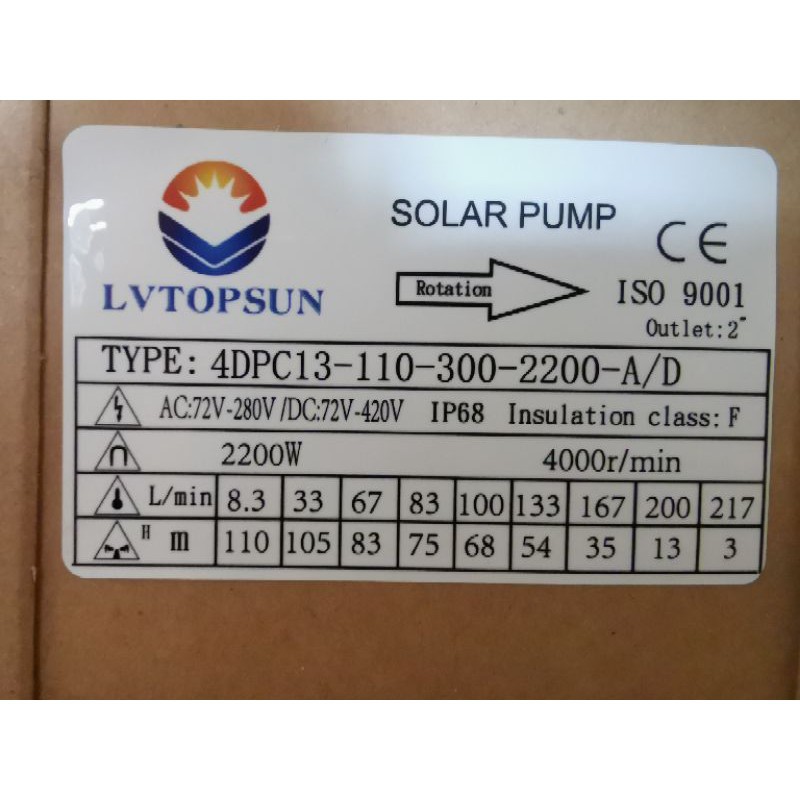 LVTOPSUN
SOLAR PUMP
CE
Rotation
ISO 9001
Outlet:2"
TYPE: 4DPC13-110-300-2200-A/D
AC:72V-280V/DC:72V-420V IP68 Insulation class: F
2200W 4000r/min
L/min 8.3 33 67 83 100 133 167 200 217
H m 110 105 83 75 68 54 35 13 3